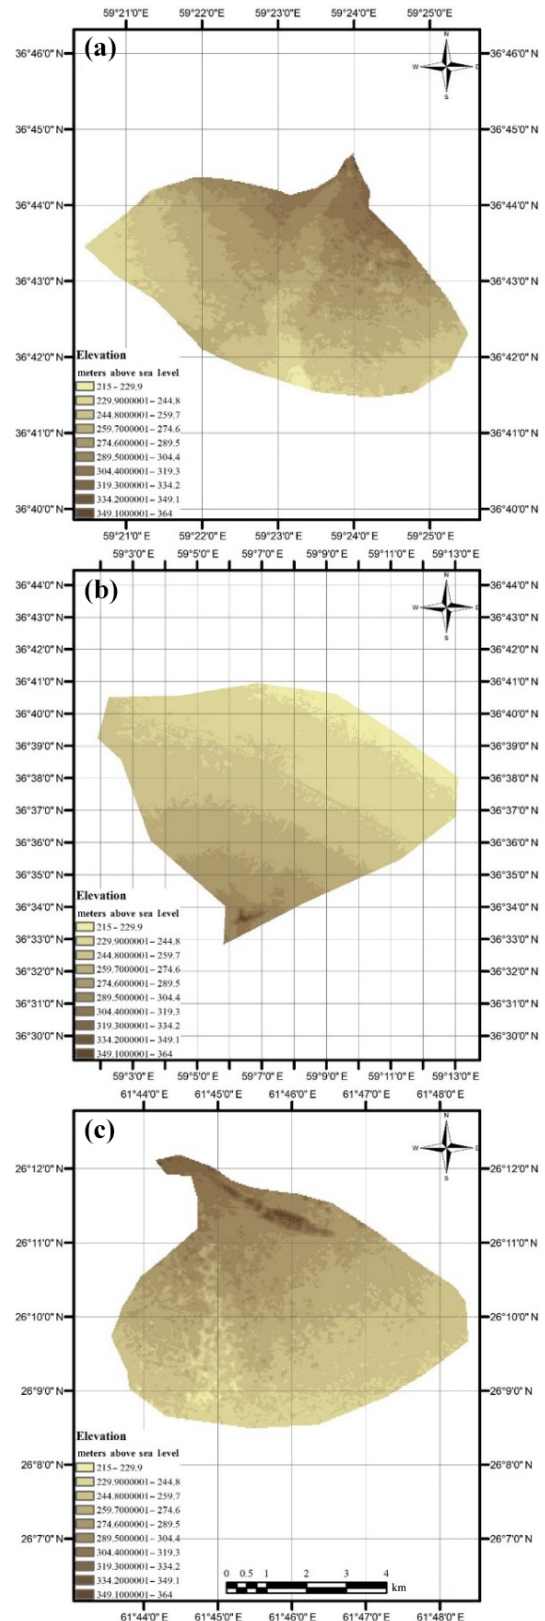 59°21'0"E 59°22'0"E 59°23'0"E 59°24'0"E 59°25'0"E
(a)
N
W
S
36°46'0"N 36°46'0"N
36°45'0"N 36°45'0"N
36°44'0"N 36°44'0"N
36°43'0"N 36°43'0"N
36°42'0"N 36°42'0"N
36°41'0"N 36°41'0"N
36°40'0"N 36°40'0"N
Elevation
meters above sea level
215 – 229.9
229.9000001 – 244.8
244.8000001 – 259.7
259.7000001 – 274.6
274.6000001 – 289.5
289.5000001 – 304.4
304.4000001 – 319.3
319.3000001 – 334.2
334.2000001 – 349.1
349.1000001 – 364
59°21'0"E 59°22'0"E 59°23'0"E 59°24'0"E 59°25'0"E
59°3'0"E 59°5'0"E 59°7'0"E 59°9'0"E 59°11'0"E 59°13'0"E
(b)
N
W
S
36°44'0"N 36°44'0"N
36°43'0"N 36°43'0"N
36°42'0"N 36°42'0"N
36°41'0"N 36°41'0"N
36°40'0"N 36°40'0"N
36°39'0"N 36°39'0"N
36°38'0"N 36°38'0"N
36°37'0"N 36°37'0"N
36°36'0"N 36°36'0"N
36°35'0"N 36°35'0"N
36°34'0"N 36°34'0"N
36°33'0"N 36°33'0"N
36°32'0"N 36°32'0"N
36°31'0"N 36°31'0"N
36°30'0"N 36°30'0"N
Elevation
meters above sea level
215 – 229.9
229.9000001 – 244.8
244.8000001 – 259.7
259.7000001 – 274.6
274.6000001 – 289.5
289.5000001 – 304.4
304.4000001 – 319.3
319.3000001 – 334.2
334.2000001 – 349.1
349.1000001 – 364
59°3'0"E 59°5'0"E 59°7'0"E 59°9'0"E 59°11'0"E 59°13'0"E
61°44'0"E 61°45'0"E 61°46'0"E 61°47'0"E 61°48'0"E
(c)
N
W
S
26°12'0"N 26°12'0"N
26°11'0"N 26°11'0"N
26°10'0"N 26°10'0"N
26°9'0"N 26°9'0"N
26°8'0"N 26°8'0"N
26°7'0"N 26°7'0"N
Elevation
meters above sea level
215 – 229.9
229.9000001 – 244.8
244.8000001 – 259.7
259.7000001 – 274.6
274.6000001 – 289.5
289.5000001 – 304.4
304.4000001 – 319.3
319.3000001 – 334.2
334.2000001 – 349.1
349.1000001 – 364
0 0.5 1 2 3 4
km
61°44'0"E 61°45'0"E 61°46'0"E 61°47'0"E 61°48'0"E